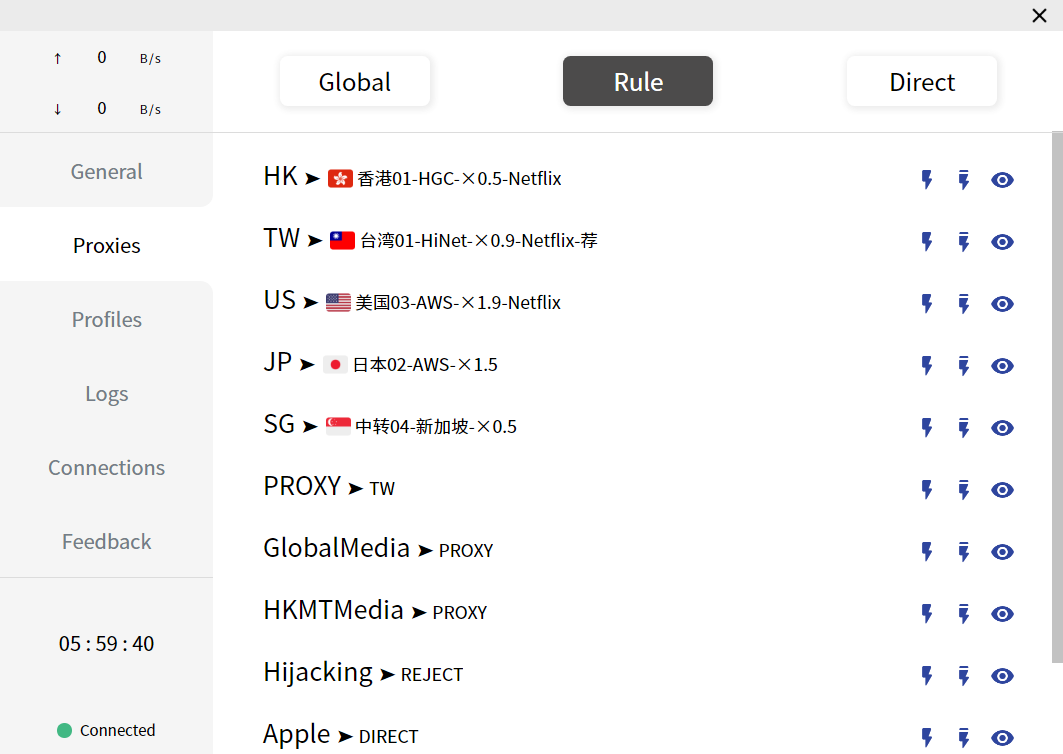 ↑ 0 B/s
↓ 0 B/s
General
Proxies
Profiles
Logs
Connections
Feedback
05 : 59 : 40
Connected
Global Rule Direct
HK ➤ 🇭🇰 香港01-HGC-×0.5-Netflix
TW ➤ 🇹🇼 台湾01-HiNet-×0.9-Netflix-荐
US ➤ 🇺🇸 美国03-AWS-×1.9-Netflix
JP ➤ 🇯🇵 日本02-AWS-×1.5
SG ➤ 🇸🇬 中转04-新加坡-×0.5
PROXY ➤ TW
GlobalMedia ➤ PROXY
HKMTMedia ➤ PROXY
Hijacking ➤ REJECT
Apple ➤ DIRECT